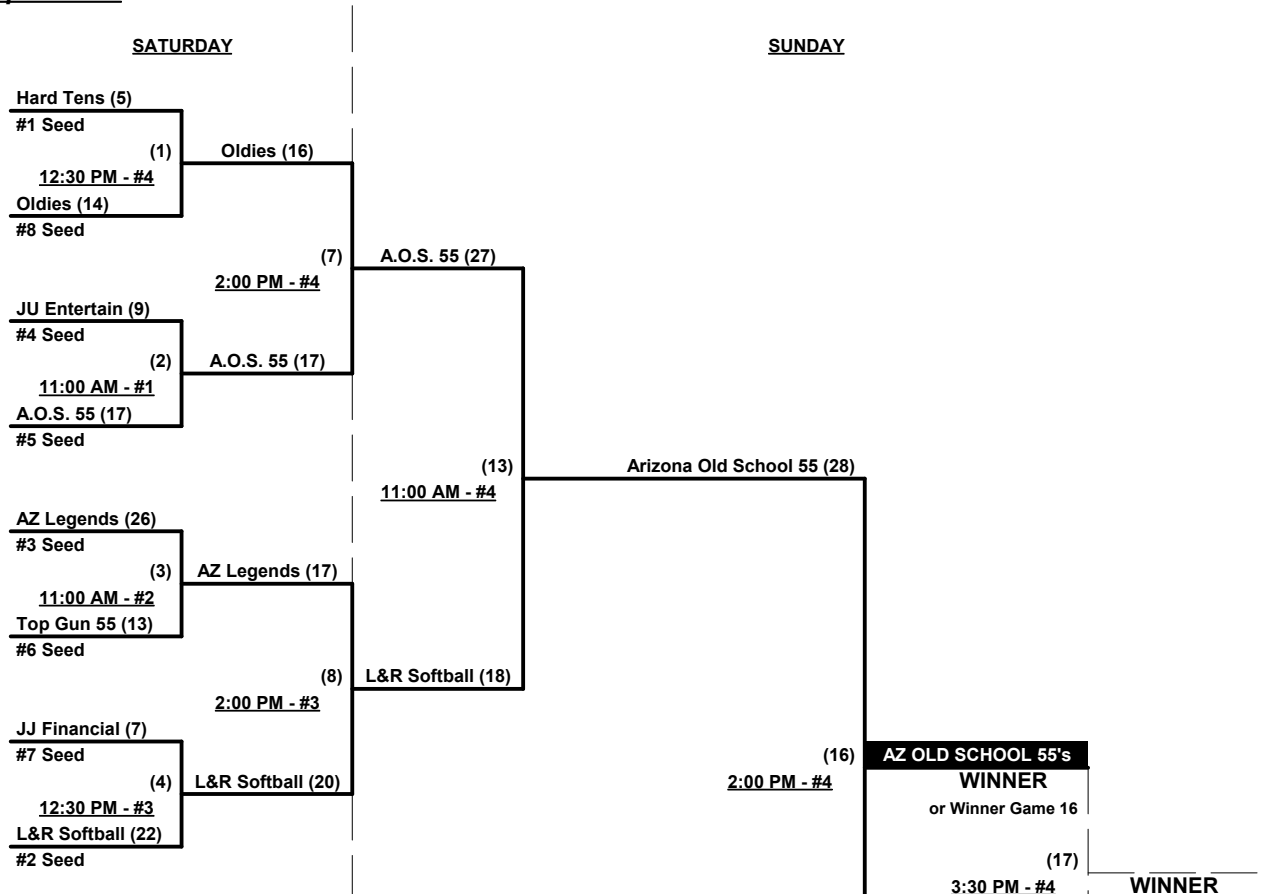 SATURDAY
SUNDAY
Hard Tens (5)
#1 Seed
(1)
Oldies (16)
12:30 PM - #4
Oldies (14)
#8 Seed
(7)
A.O.S. 55 (27)
2:00 PM - #4
JU Entertain (9)
#4 Seed
(2)
A.O.S. 55 (17)
11:00 AM - #1
A.O.S. 55 (17)
#5 Seed
(13)
Arizona Old School 55 (28)
11:00 AM - #4
AZ Legends (26)
#3 Seed
(3)
AZ Legends (17)
11:00 AM - #2
Top Gun 55 (13)
#6 Seed
(8)
L&R Softball (18)
2:00 PM - #3
JJ Financial (7)
#7 Seed
(4)
L&R Softball (20)
12:30 PM - #3
L&R Softball (22)
#2 Seed
(16)
AZ OLD SCHOOL 55's
2:00 PM - #4
WINNER
or Winner Game 16
(17)
3:30 PM - #4
WINNER